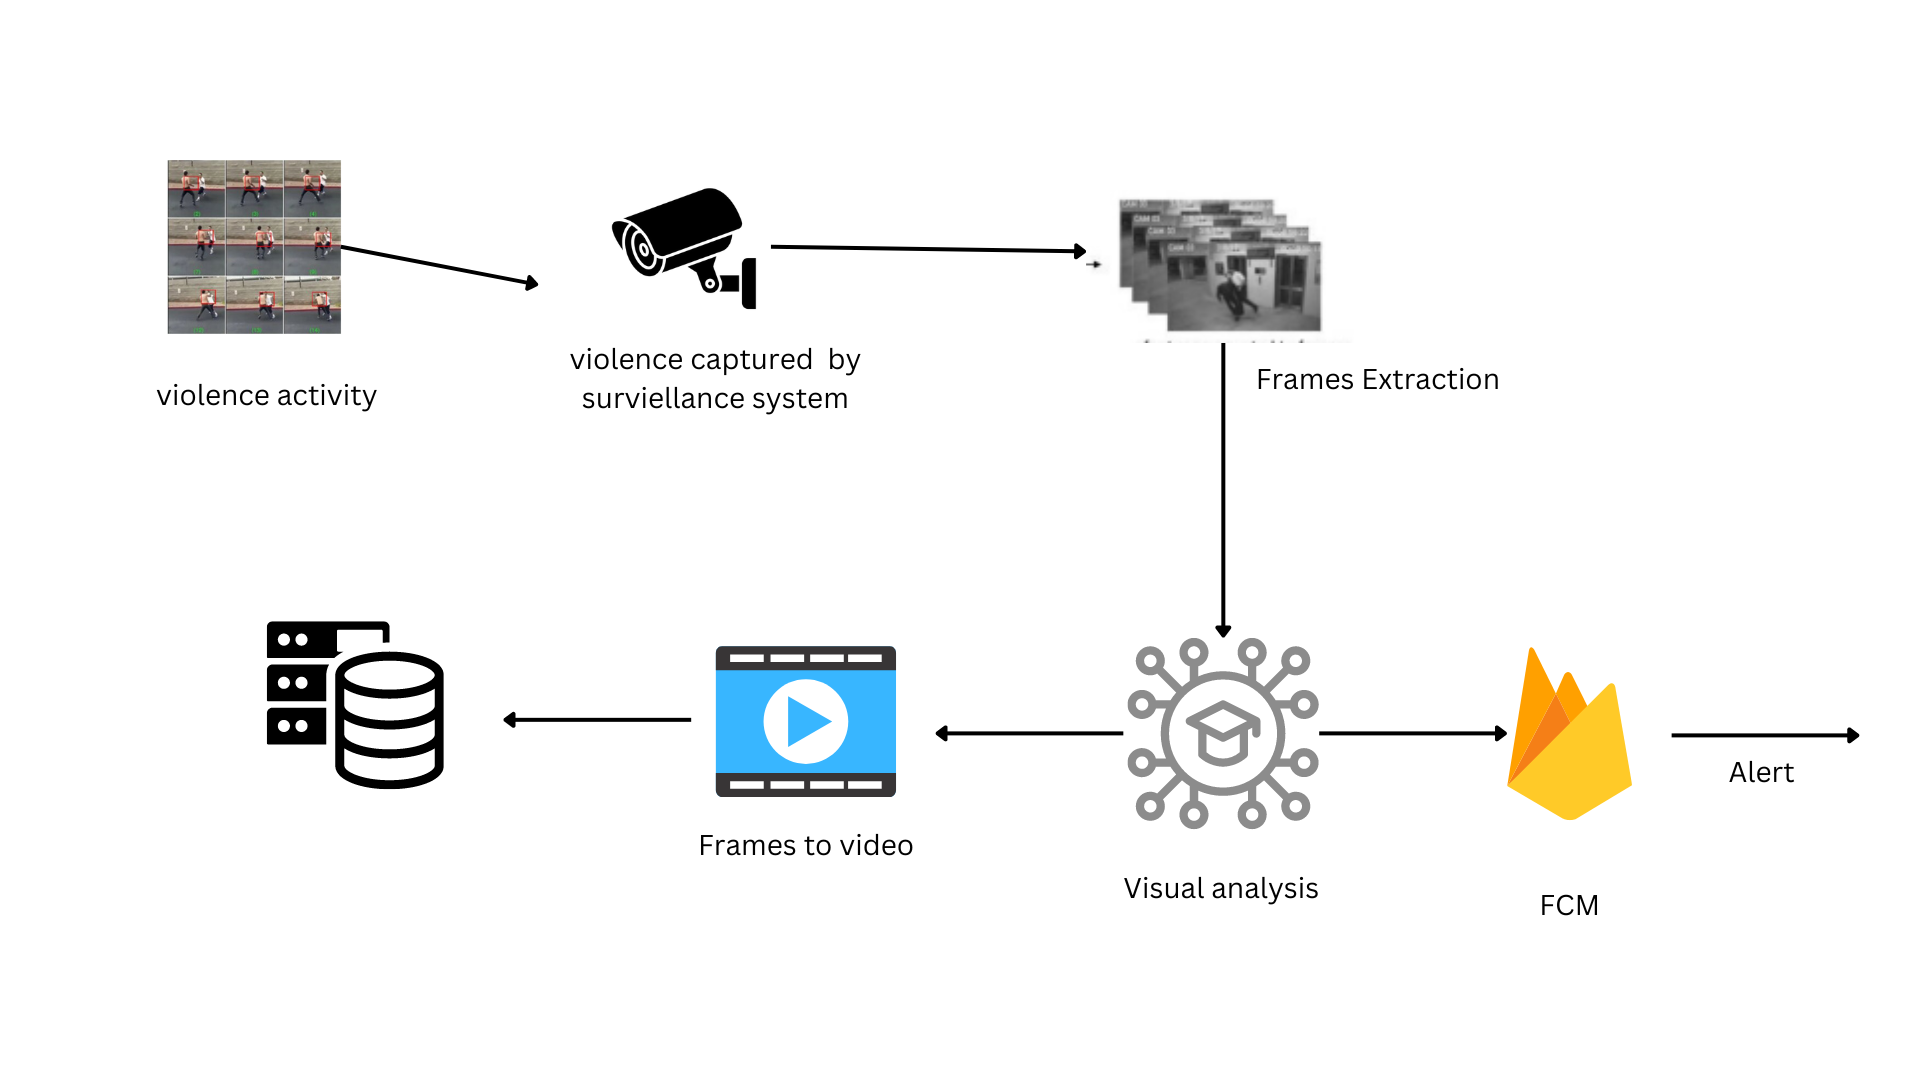 violence activity
violence captured by
surviellance system
Frames Extraction
Frames to video
Visual analysis
FCM
Alert